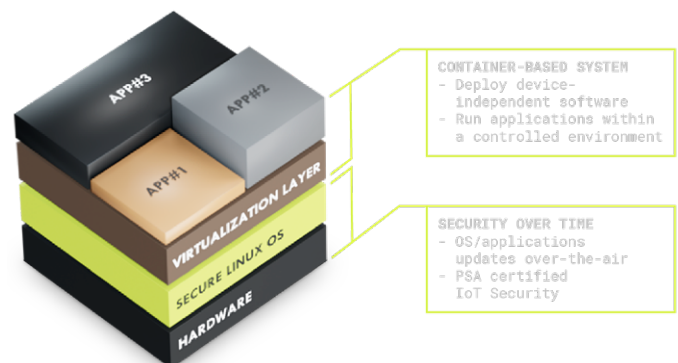 APP#3
APP#2
APP#1
VIRTUALIZATION LAYER
SECURE LINUX OS
HARDWARE
CONTAINER-BASED SYSTEM
- Deploy device-
independent software
- Run applications within
a controlled environment
SECURITY OVER TIME
- OS/applications
updates over-the-air
- PSA certified
IoT Security